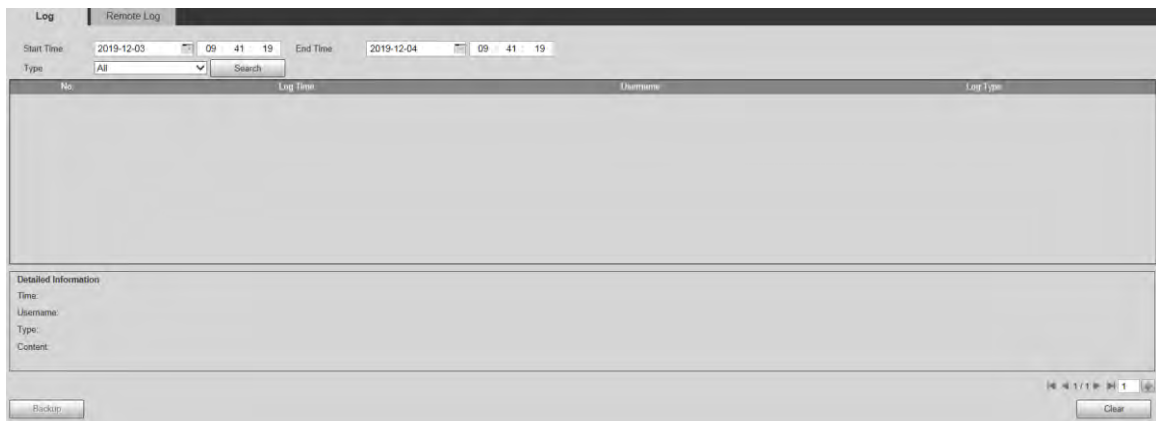 Log Remote Log
Start Time 2019-12-03 09 : 41 : 19 End Time 2019-12-04 09 : 41 : 19
Type All Search
No. Log Time Username Log Type
Detailed Information
Time:
Username:
Type:
Content:
1 / 1 1
Backup Clear